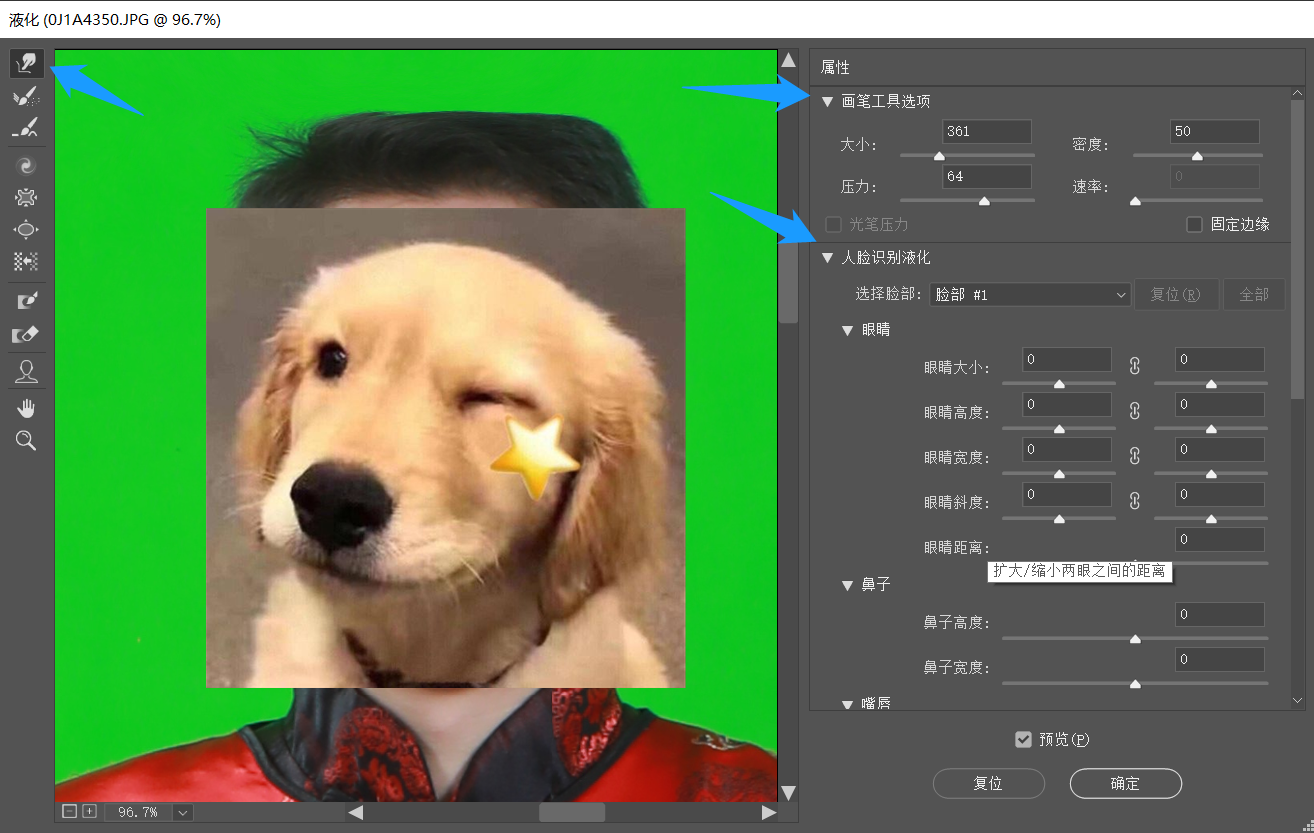 液化 (0J1A4350.JPG @ 96.7%)
属性
画笔工具选项
大小: 361 密度: 50
压力: 64 速率: 0
光笔压力 固定边缘
人脸识别液化
选择脸部: 脸部 #1 复位(R) 全部
眼睛
眼睛大小: 0 0
眼睛高度: 0 0
眼睛宽度: 0 0
眼睛斜度: 0 0
眼睛距离: 0
扩大/缩小两眼之间的距离
鼻子
鼻子高度: 0
鼻子宽度: 0
嘴唇
预览(P)
复位 确定
96.7%